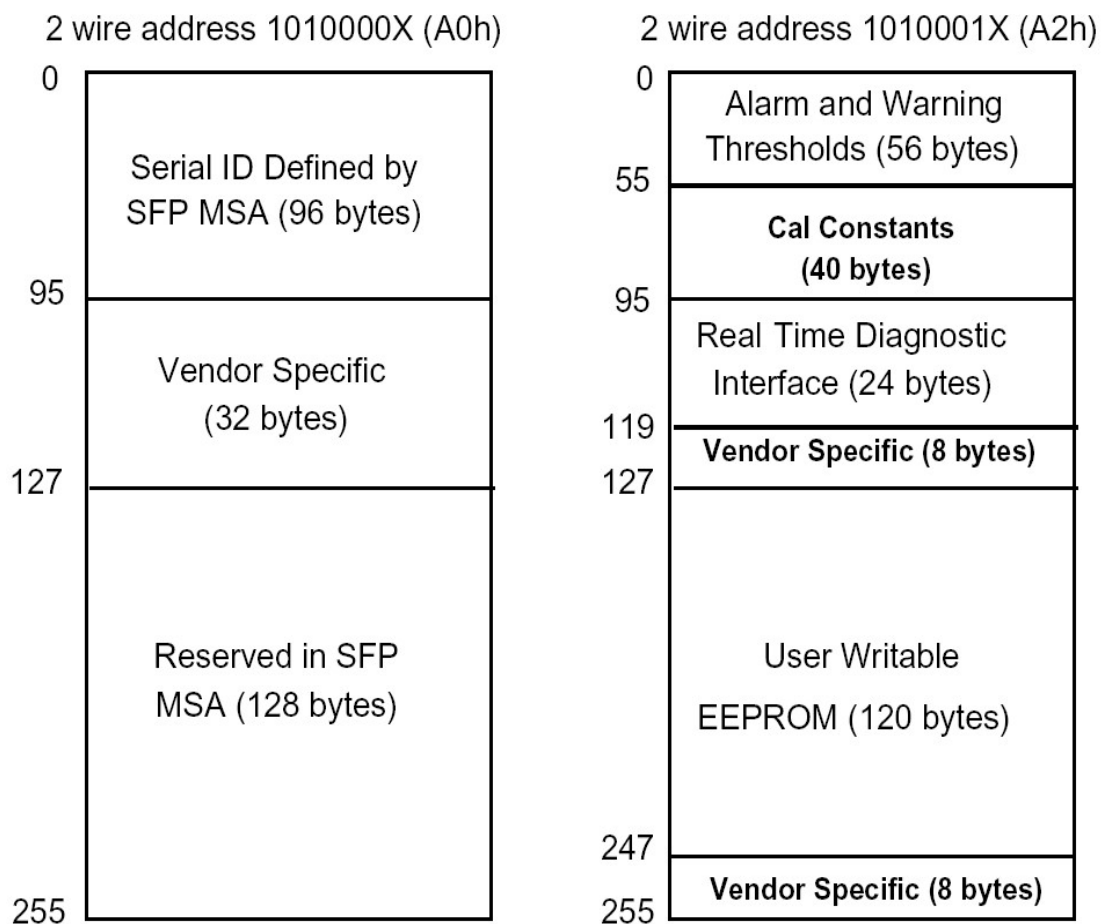 2 wire address 1010000X (A0h)
0
Serial ID Defined by
SFP MSA (96 bytes)
95
Vendor Specific
(32 bytes)
127
Reserved in SFP
MSA (128 bytes)
255
2 wire address 1010001X (A2h)
0
Alarm and Warning
Thresholds (56 bytes)
55
Cal Constants
(40 bytes)
95
Real Time Diagnostic
Interface (24 bytes)
119
Vendor Specific (8 bytes)
127
User Writable
EEPROM (120 bytes)
247
Vendor Specific (8 bytes)
255